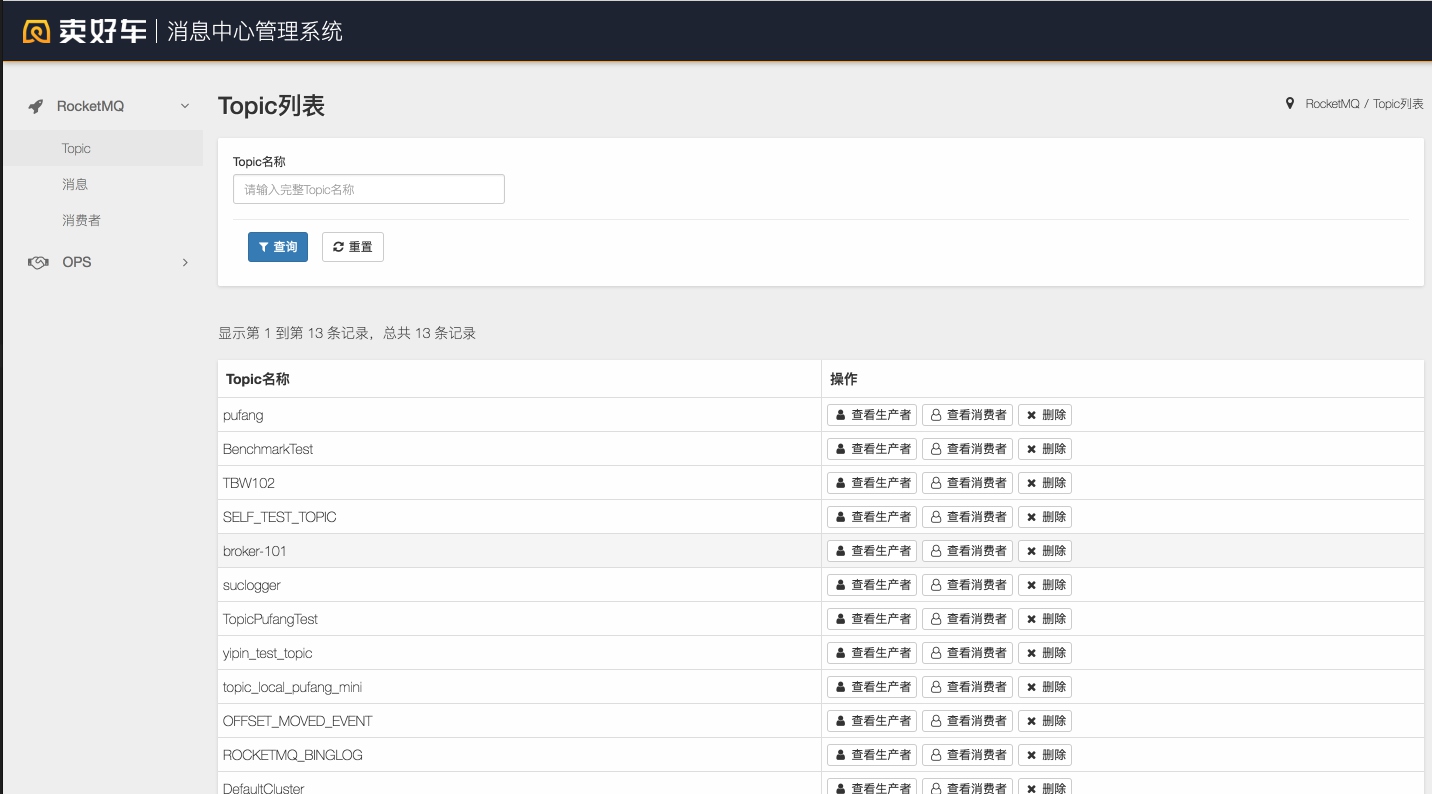 卖好车 消息中心管理系统
RocketMQ
Topic
消息
消费者
OPS
Topic列表
RocketMQ / Topic列表
Topic名称
请输入完整Topic名称
查询 重置
显示第 1 到第 13 条记录，总共 13 条记录
Topic名称 操作
pufang 查看生产者 查看消费者 删除
BenchmarkTest 查看生产者 查看消费者 删除
TBW102 查看生产者 查看消费者 删除
SELF_TEST_TOPIC 查看生产者 查看消费者 删除
broker-101 查看生产者 查看消费者 删除
suclogger 查看生产者 查看消费者 删除
TopicPufangTest 查看生产者 查看消费者 删除
yipin_test_topic 查看生产者 查看消费者 删除
topic_local_pufang_mini 查看生产者 查看消费者 删除
OFFSET_MOVED_EVENT 查看生产者 查看消费者 删除
ROCKETMQ_BINGLOG 查看生产者 查看消费者 删除
DefaultCluster 查看生产者 查看消费者 删除